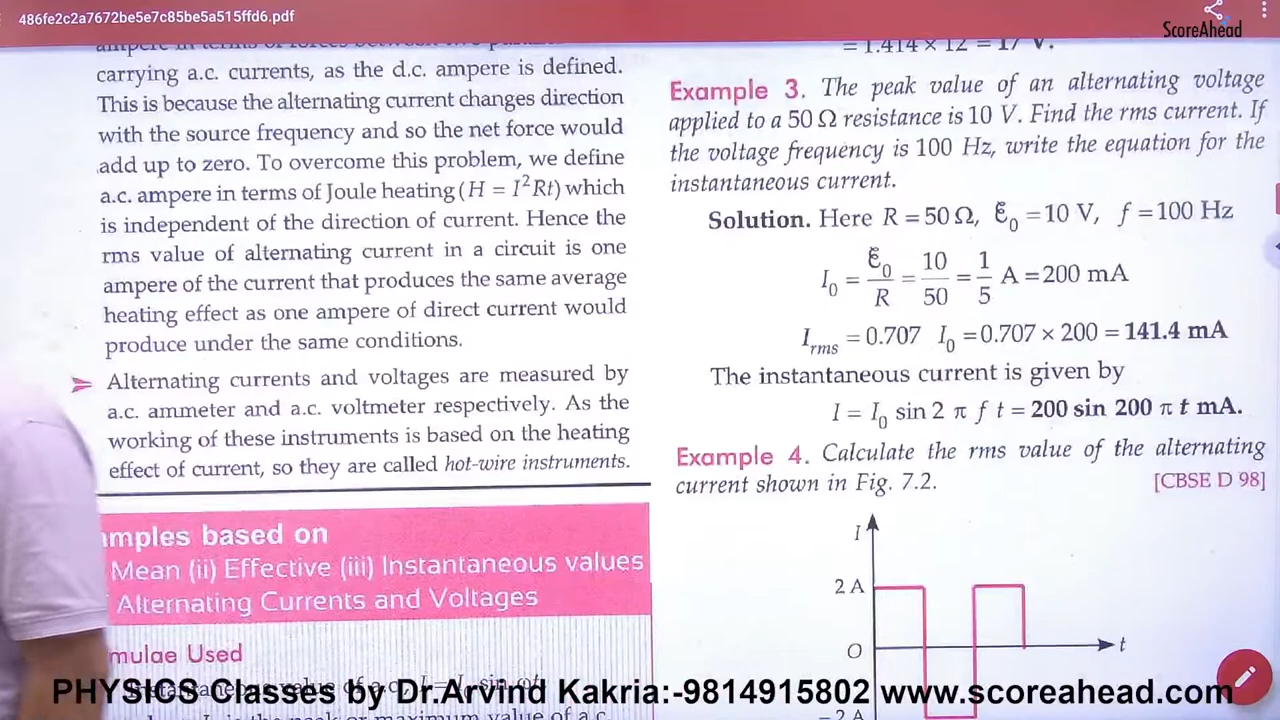 486fe2c2a7672be5e7c85be5a515ffd6.pdf
ScoreAhead
carrying a.c. currents, as the d.c. ampere is defined.
This is because the alternating current changes direction
with the source frequency and so the net force would
add up to zero. To overcome this problem, we define
a.c. ampere in terms of Joule heating (H = I²Rt) which
is independent of the direction of current. Hence the
rms value of alternating current in a circuit is one
ampere of the current that produces the same average
heating effect as one ampere of direct current would
produce under the same conditions.
➢ Alternating currents and voltages are measured by
a.c. ammeter and a.c. voltmeter respectively. As the
working of these instruments is based on the heating
effect of current, so they are called hot-wire instruments.
mples based on
Mean (ii) Effective (iii) Instantaneous values
Alternating Currents and Voltages
mulae Used
= 1.414 × 12 = 17 V.
Example 3. The peak value of an alternating voltage
applied to a 50 Ω resistance is 10 V. Find the rms current. If
the voltage frequency is 100 Hz, write the equation for the
instantaneous current.
Solution. Here R = 50 Ω, ℰ₀ = 10 V, f = 100 Hz
I₀ = ℰ₀/R = 10/50 = 1/5 A = 200 mA
I_rms = 0.707 I₀ = 0.707 × 200 = 141.4 mA
The instantaneous current is given by
I = I₀ sin 2 π f t = 200 sin 200 π t mA.
Example 4. Calculate the rms value of the alternating
current shown in Fig. 7.2. [CBSE D 98]
I
2 A
O
t
– 2 A
PHYSICS Classes by Dr.Arvind Kakria:-9814915802 www.scoreahead.com